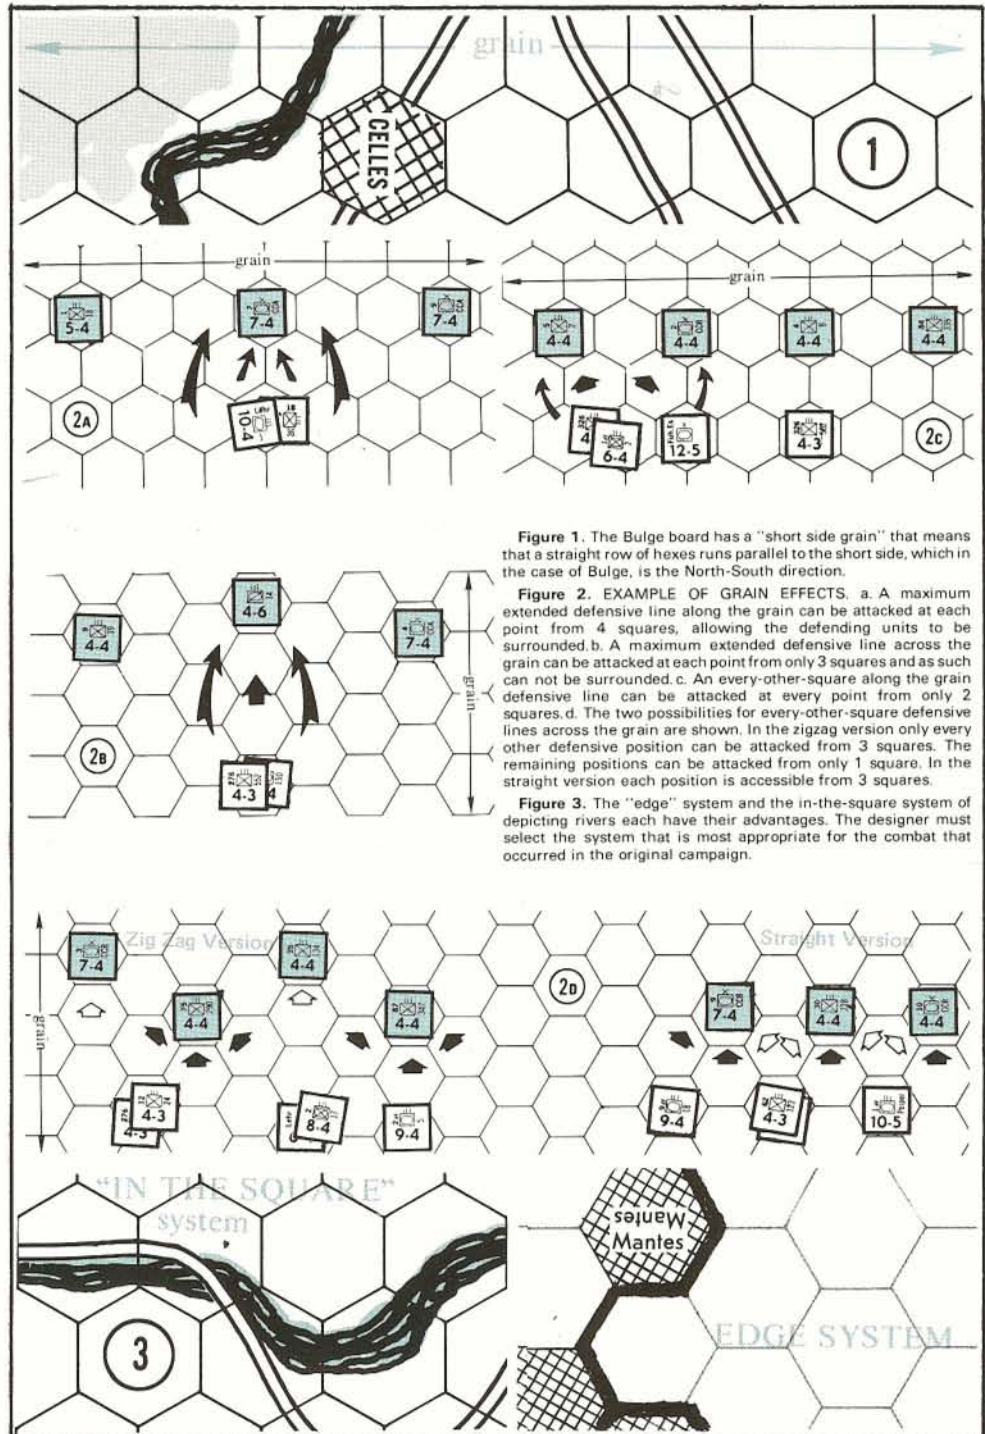 grain
CELLES
1
grain
5-4
7-4
CCB
7-4
CCA
10-4
Lehr
2A
grain
4-4
4-4
4-4
4-4
4
6-4
12-5
4-3
2C
Figure 1. The Bulge board has a "short side grain" that means
that a straight row of hexes runs parallel to the short side, which in
the case of Bulge, is the North-South direction.
Figure 2. EXAMPLE OF GRAIN EFFECTS. a. A maximum
extended defensive line along the grain can be attacked at each
point from 4 squares, allowing the defending units to be
surrounded. b. A maximum extended defensive line across the
grain can be attacked at each point from only 3 squares and as such
can not be surrounded. c. An every-other-square along the grain
defensive line can be attacked at every point from only 2
squares. d. The two possibilities for every-other-square defensive
lines across the grain are shown. In the zigzag version only every
other defensive position can be attacked from 3 squares. The
remaining positions can be attacked from only 1 square. In the
straight version each position is accessible from 3 squares.
Figure 3. The "edge" system and the in-the-square system of
depicting rivers each have their advantages. The designer must
select the system that is most appropriate for the combat that
occurred in the original campaign.
4-6
4-4
7-4
CCA
grain
2B
4-3
4
Zig Zag Version
Straight Version
grain
7-4
CCB
4-4
4-4
4-4
2D
7-4
CCB
4-4
4-4
4-3
4-3
Lehr
8-4
9-4
9-4
4-3
10-5
"IN THE SQUARE"
system
3
Mantes
Mantes
EDGE SYSTEM